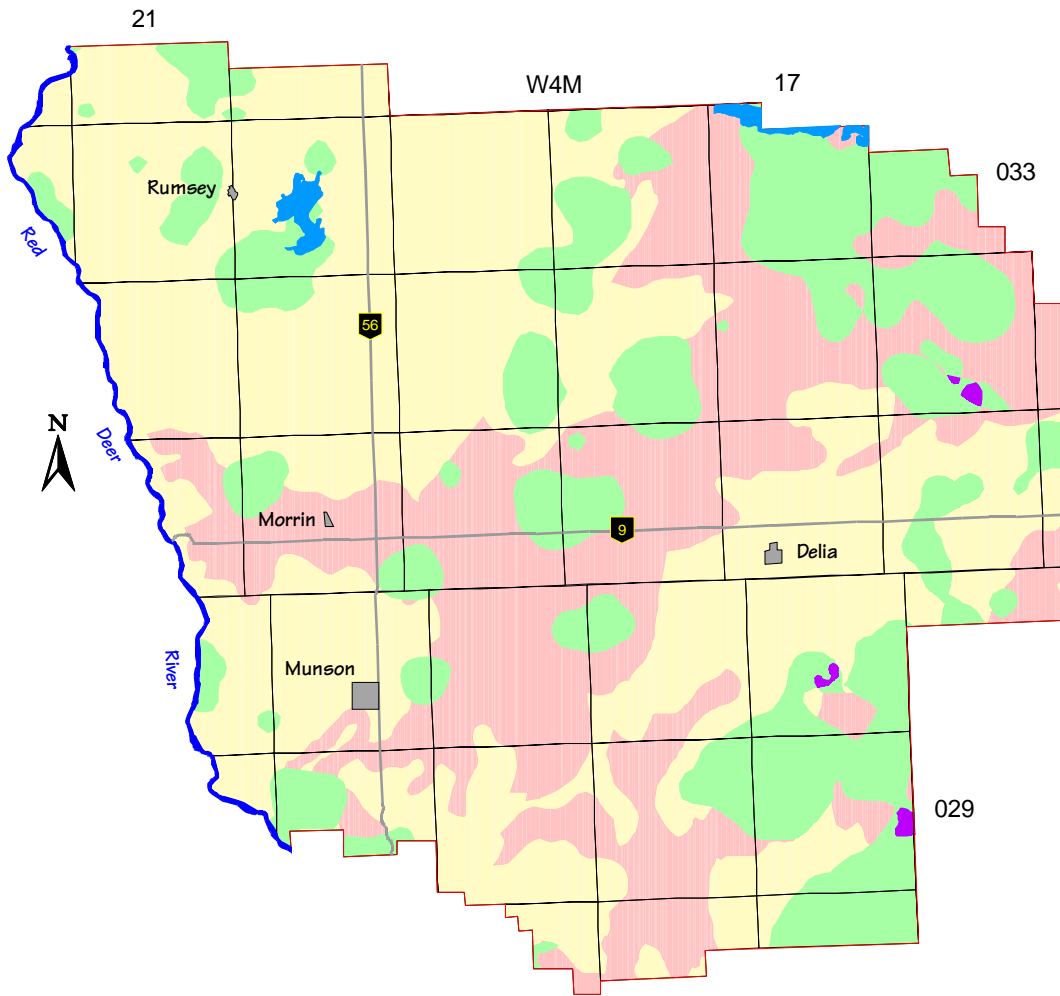 21
W4M
17
033
Rumsey
Red
56
N
Deer
Morrin
9
Delia
Munson
River
029